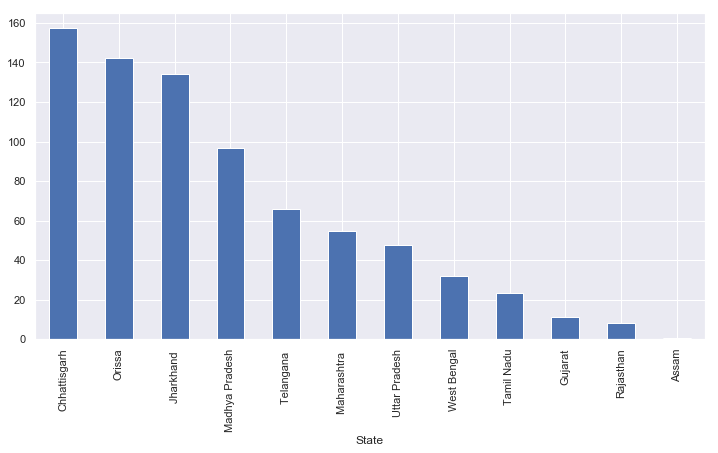 160
140
120
100
80
60
40
20
0
Chhattisgarh
Orissa
Jharkhand
Madhya Pradesh
Telangana
Maharashtra
Uttar Pradesh
West Bengal
Tamil Nadu
Gujarat
Rajasthan
Assam
State